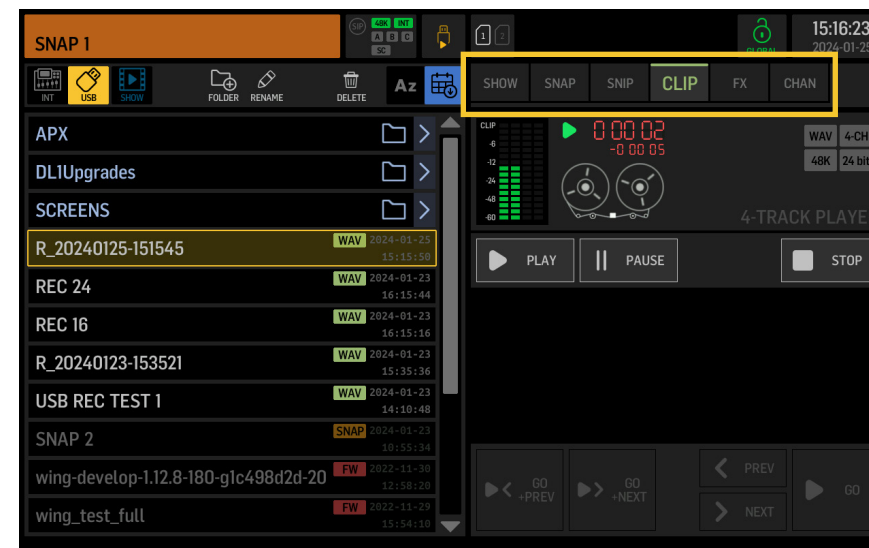 SNAP 1
SIP
48K INT
A B C
SC
1 2
GLOBAL
15:16:23
2024-01-25
INT
USB
SHOW
FOLDER
RENAME
DELETE
Az
SHOW
SNAP
SNIP
CLIP
FX
CHAN
APX
DL1Upgrades
SCREENS
R_20240125-151545
WAV 2024-01-25
15:15:50
REC 24
WAV 2024-01-23
16:15:44
REC 16
WAV 2024-01-23
16:15:16
R_20240123-153521
WAV 2024-01-23
15:35:36
USB REC TEST 1
WAV 2024-01-23
14:10:48
SNAP 2
SNAP 2024-01-23
10:55:34
wing-develop-1.12.8-180-g1c498d2d-20
FW 2022-11-30
12:58:20
wing_test_full
FW 2022-11-29
15:54:10
CLIP
-6
-12
-24
-48
-60
0 00 02
-0 00 05
WAV
4-CH
48K
24 bit
4-TRACK PLAYE
PLAY
PAUSE
STOP
GO
+PREV
GO
+NEXT
PREV
NEXT
GO